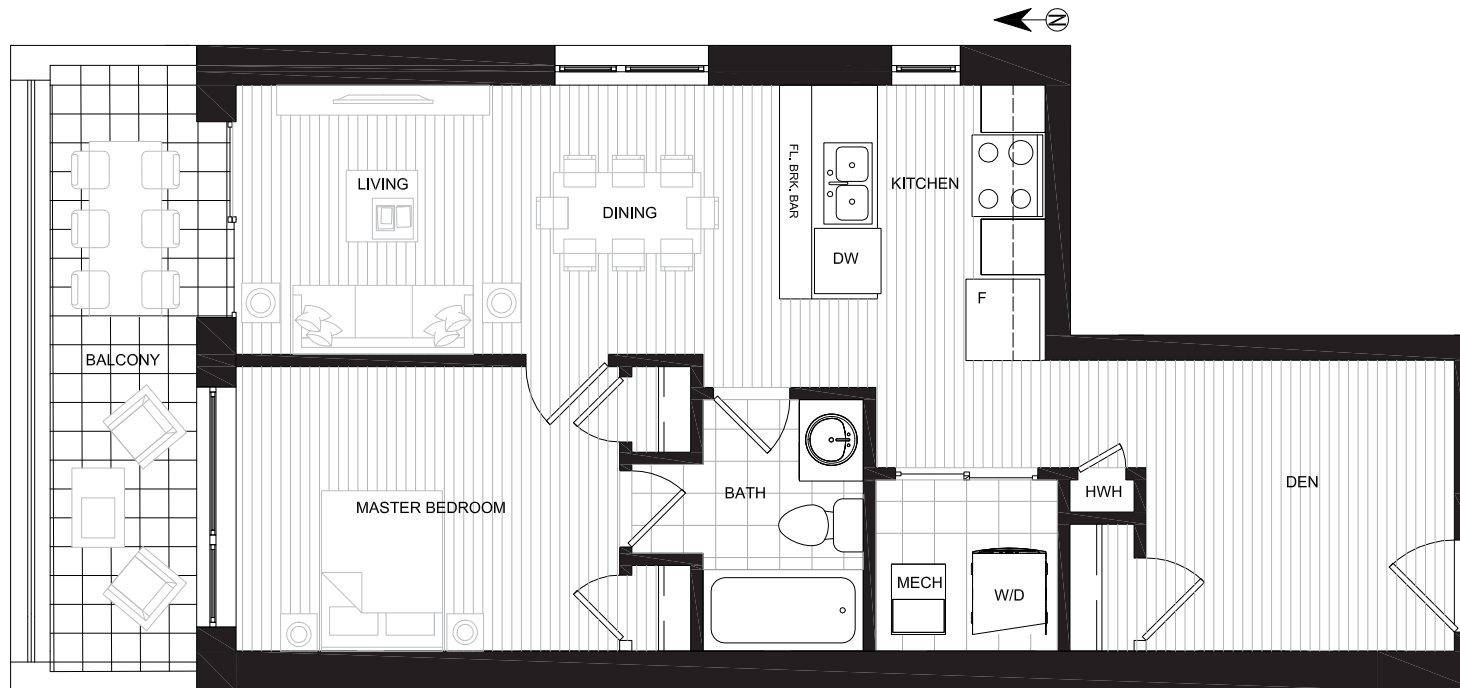 N
LIVING
DINING
FL. BRK. BAR
KITCHEN
DW
F
BALCONY
MASTER BEDROOM
BATH
HWH
DEN
MECH
W/D